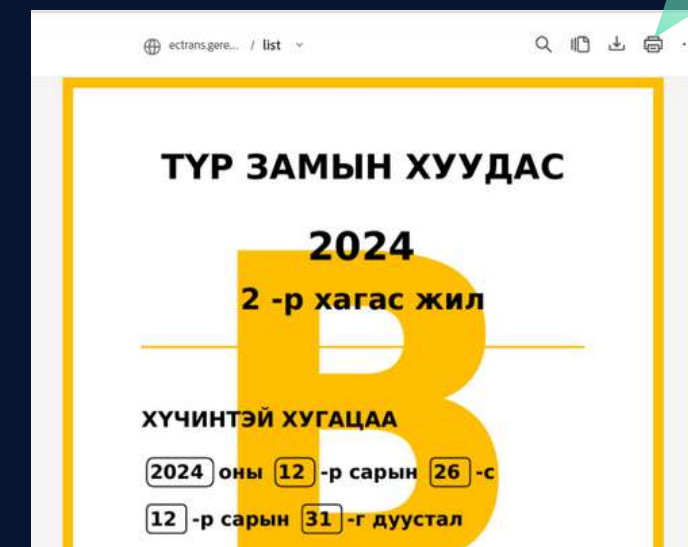 ectrans.gere... / list
ТҮР ЗАМЫН ХУУДАС
2024
2 -р хагас жил
B
ХҮЧИНТЭЙ ХУГАЦАА
2024 оны 12 -р сарын 26 -с
12 -р сарын 31 -г дуустал